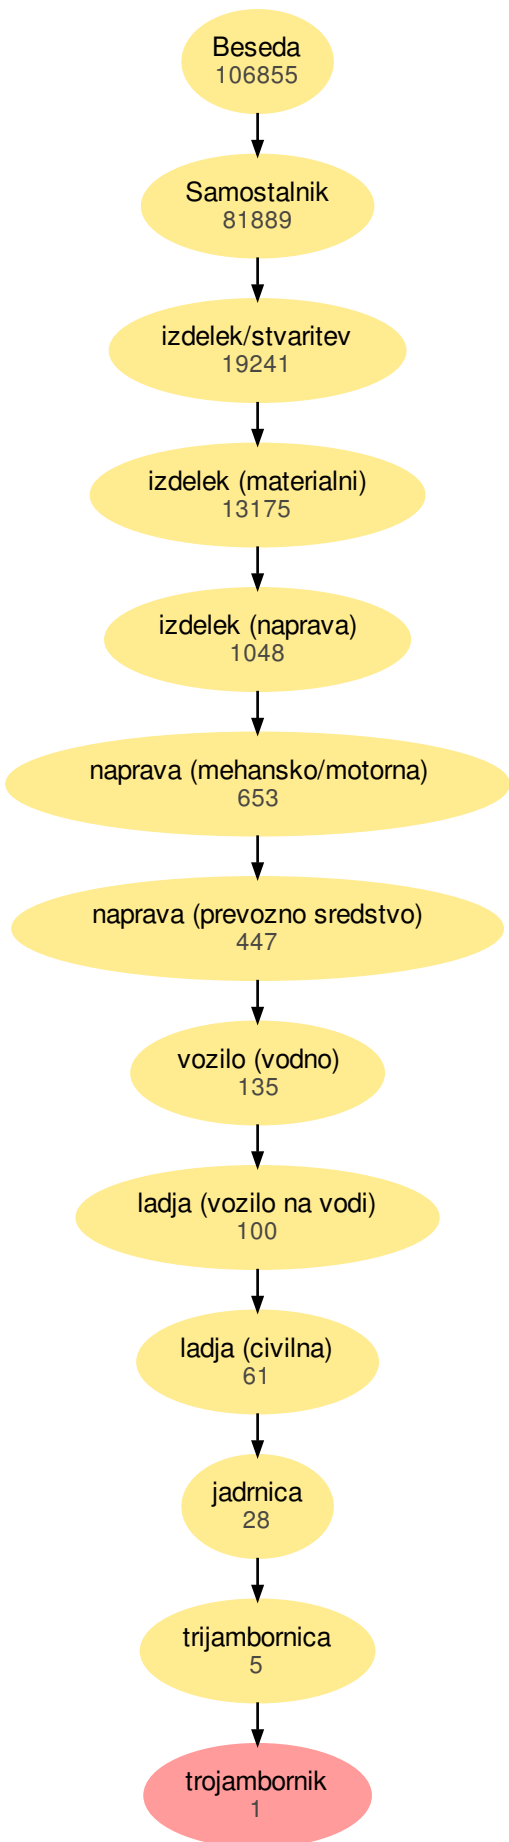 Beseda
106855
Samostalnik
81889
izdelek/stvaritev
19241
izdelek (materialni)
13175
izdelek (naprava)
1048
naprava (mehansko/motorna)
653
naprava (prevozno sredstvo)
447
vozilo (vodno)
135
ladja (vozilo na vodi)
100
ladja (civilna)
61
jadrnica
28
trijambornica
5
trojambornik
1